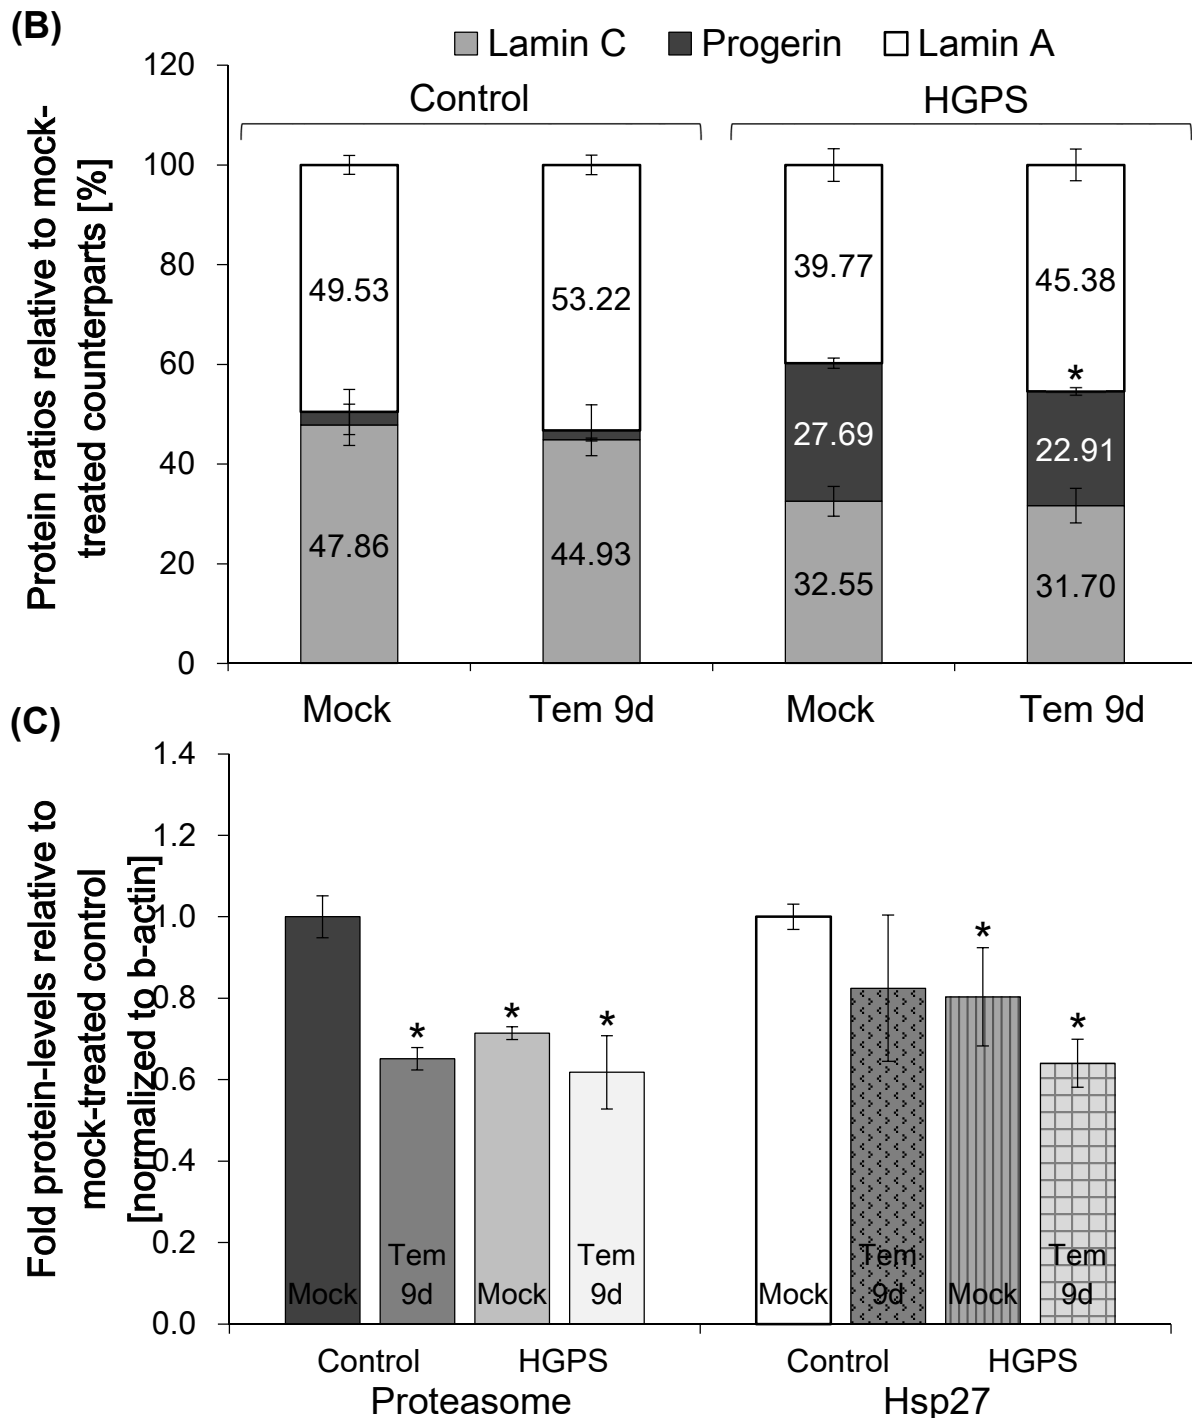 (B)
Lamin C Progerin Lamin A
Protein ratios relative to mock-
treated counterparts [%]
120
100
80
60
40
20
0
Control
HGPS
49.53
53.22
39.77
45.38
*
27.69
22.91
47.86
44.93
32.55
31.70
Mock
Tem 9d
Mock
Tem 9d
(C)
Fold protein-levels relative to
mock-treated control
[normalized to b-actin]
1.4
1.2
1.0
0.8
0.6
0.4
0.2
0.0
*
*
*
*
*
Mock
Tem
9d
Mock
Tem
9d
Mock
Tem
9d
Mock
Tem
9d
Control
HGPS
Control
HGPS
Proteasome
Hsp27